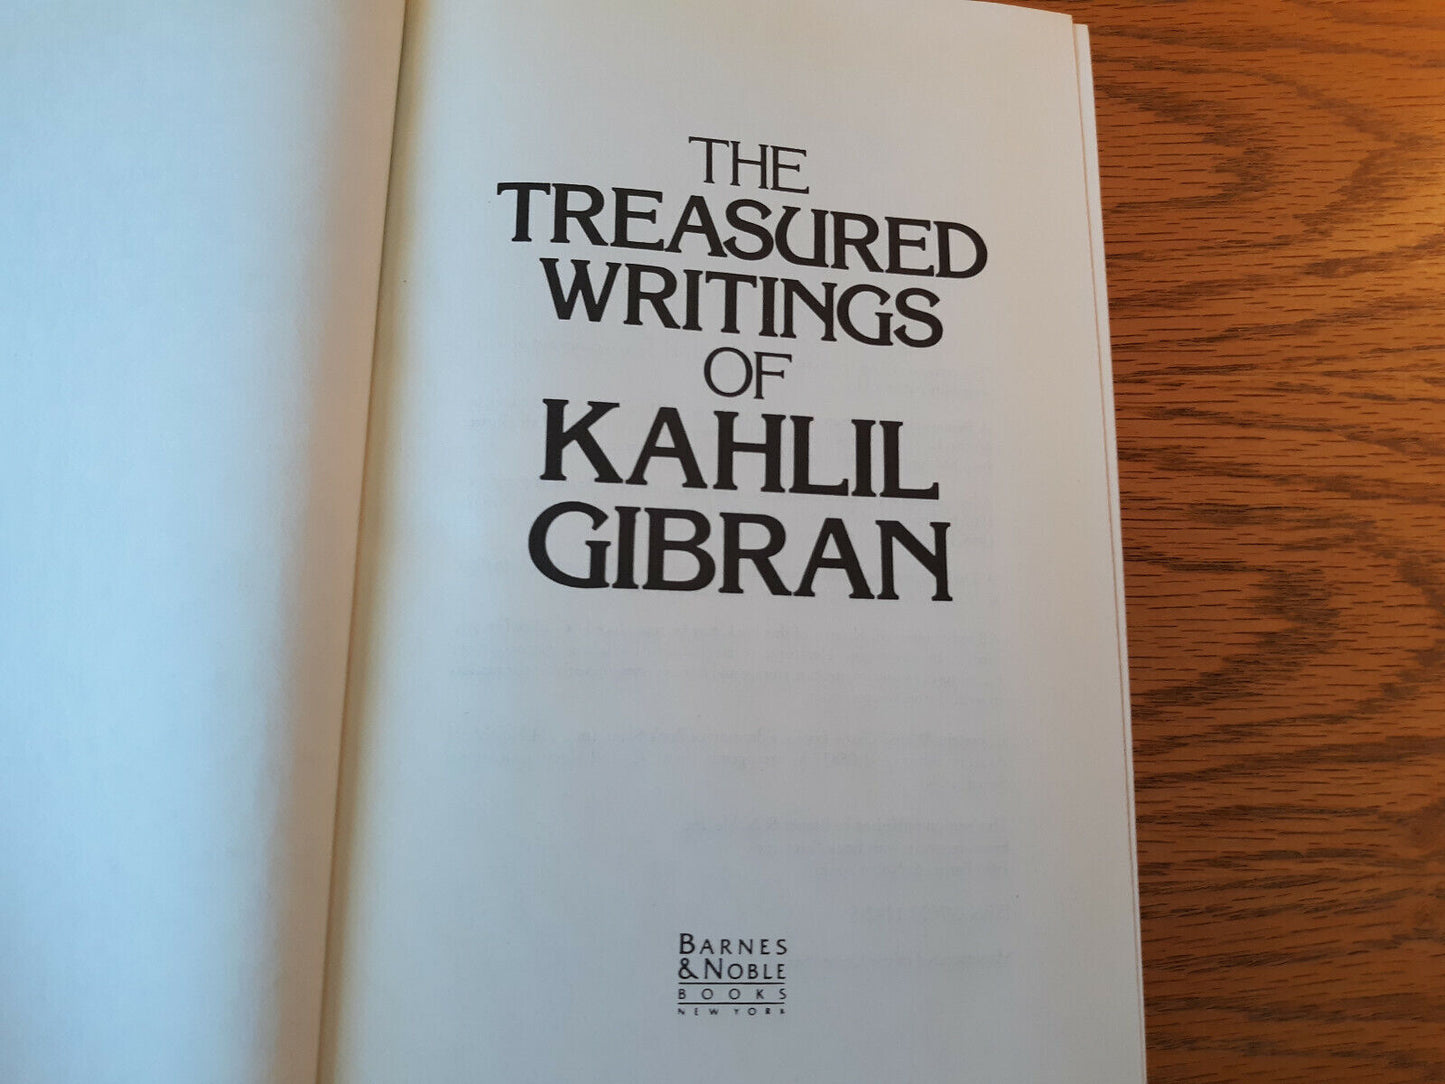 THE
TREASURED
WRITINGS
OF
KAHLIL
GIBRAN
BARNES
& NOBLE
BOOKS
NEW YORK